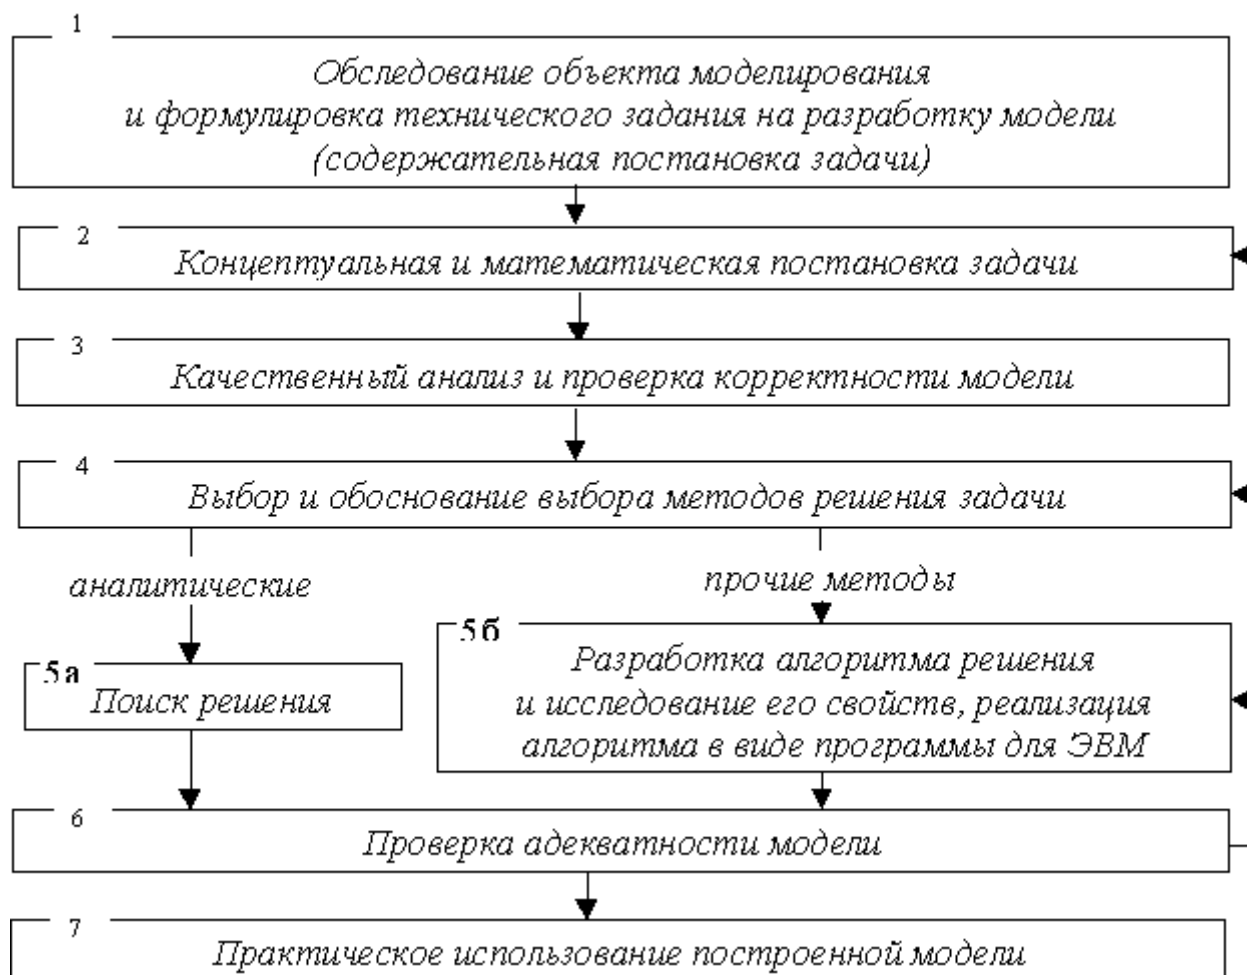 1
Обследование объекта моделирования
и формулировка технического задания на разработку модели
(содержательная постановка задачи)
2
Концептуальная и математическая постановка задачи
3
Качественный анализ и проверка корректности модели
4
Выбор и обоснование выбора методов решения задачи
аналитические
прочие методы
5а
Поиск решения
5б
Разработка алгоритма решения
и исследование его свойств, реализация
алгоритма в виде программы для ЭВМ
6
Проверка адекватности модели
7
Практическое использование построенной модели